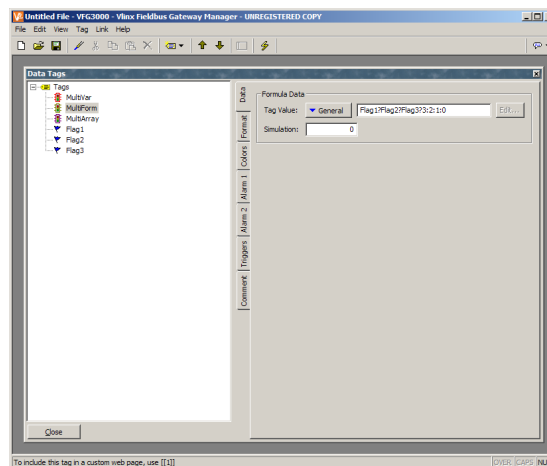 Untitled File - VFG3000 - Vlinx Fieldbus Gateway Manager - UNREGISTERED COPY
File Edit View Tag Link Help
Data Tags
Tags
MultiVar
MultiForm
MultiArray
Flag1
Flag2
Flag3
Data
Format
Colors
Alarm 1
Alarm 2
Triggers
Comment
Formula Data
Tag Value: General Flag1?Flag2?Flag3?3:2:1:0 Edit...
Simulation: 0
Close
To include this tag in a custom web page, use [[1]]
OVER CAPS NU